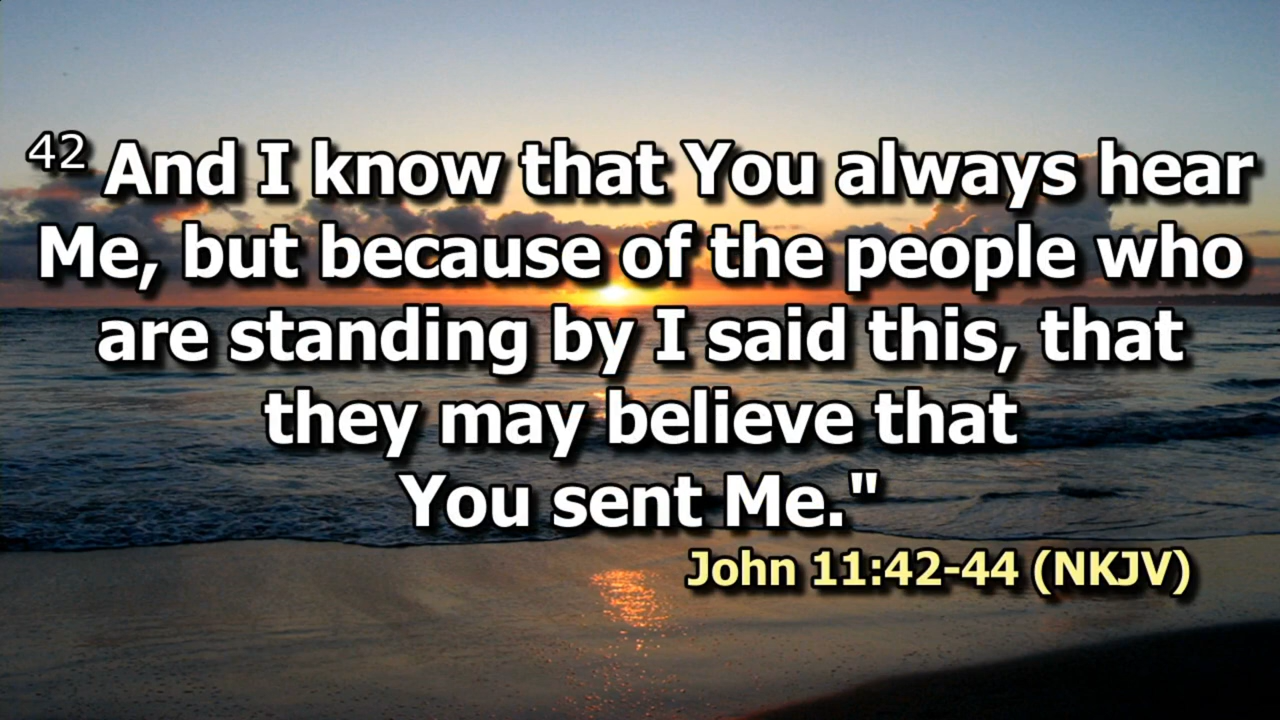 42 And I know that You always hear
Me, but because of the people who
are standing by I said this, that
they may believe that
You sent Me."
John 11:42-44 (NKJV)